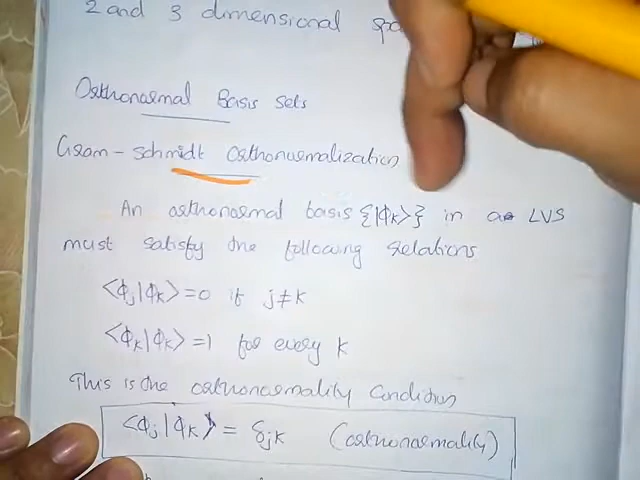 2 and 3 dimensional
Orthonormal Basis Sets
Gram - Schmidt Orthonormalization
An orthonormal basis {|Φk>} in a LVS
must satisfy the following relations
<Φj|Φk>=0 if j≠k
<Φk|Φk>=1 for every k
This is the orthonormality condition
<Φj|Φk> = δjk (orthonormality)